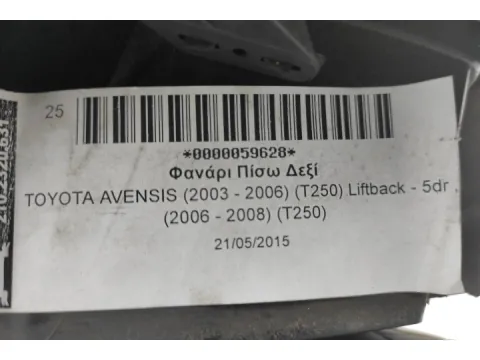 25
*0000059628*
Φανάρι Πίσω Δεξί
TOYOTA AVENSIS (2003 - 2006) (T250) Liftback - 5dr
(2006 - 2008) (T250)
21/05/2015